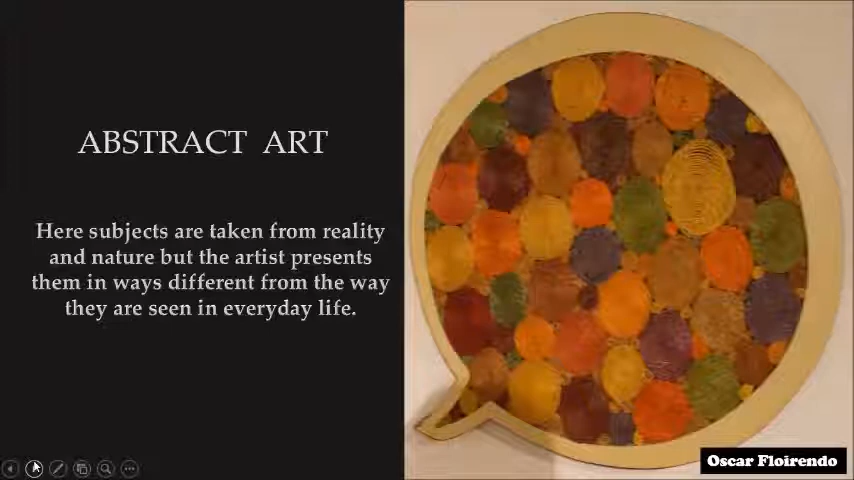 ABSTRACT ART
Here subjects are taken from reality
and nature but the artist presents
them in ways different from the way
they are seen in everyday life.
Oscar Floirendo